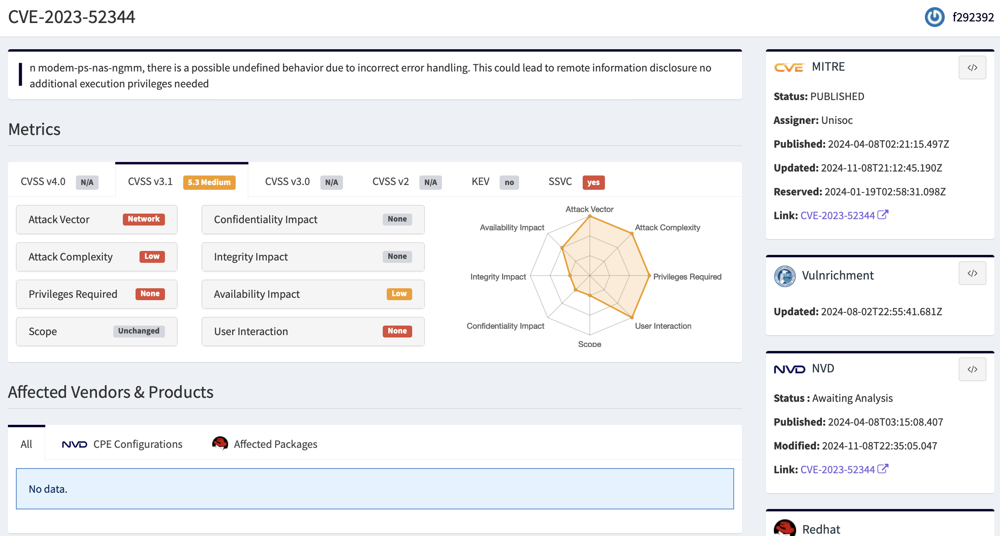 CVE-2023-52344
f292392
n modem-ps-nas-ngmm, there is a possible undefined behavior due to incorrect error handling. This could lead to remote information disclosure no
additional execution privileges needed
Metrics
CVSS v4.0 N/A
CVSS v3.1 5.3 Medium
CVSS v3.0 N/A
CVSS v2 N/A
KEV no
SSVC yes
Attack Vector Network
Confidentiality Impact None
Attack Complexity Low
Integrity Impact None
Privileges Required None
Availability Impact Low
Scope Unchanged
User Interaction None
Attack Vector
Attack Complexity
Privileges Required
User Interaction
Scope
Confidentiality Impact
Integrity Impact
Availability Impact
Affected Vendors & Products
All
NVD CPE Configurations
Affected Packages
No data.
CVE MITRE
</>
Status: PUBLISHED
Assigner: Unisoc
Published: 2024-04-08T02:21:15.497Z
Updated: 2024-11-08T21:12:45.190Z
Reserved: 2024-01-19T02:58:31.098Z
Link: CVE-2023-52344
Vulnrichment
</>
Updated: 2024-08-02T22:55:41.681Z
NVD NVD
</>
Status : Awaiting Analysis
Published: 2024-04-08T03:15:08.407
Modified: 2024-11-08T22:35:05.047
Link: CVE-2023-52344
Redhat